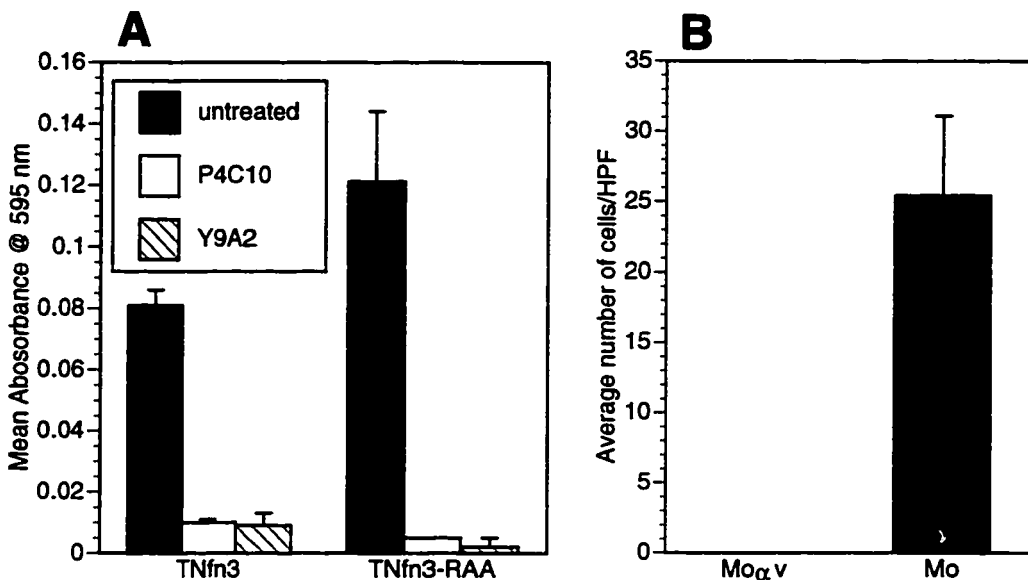 A
Mean Abosorbance @ 595 nm
0.16
0.14
0.12
0.1
0.08
0.06
0.04
0.02
0
untreated
P4C10
Y9A2
TNfn3
TNfn3-RAA
B
Average number of cells/HPF
35
30
25
20
15
10
5
0
Moα v
Mo